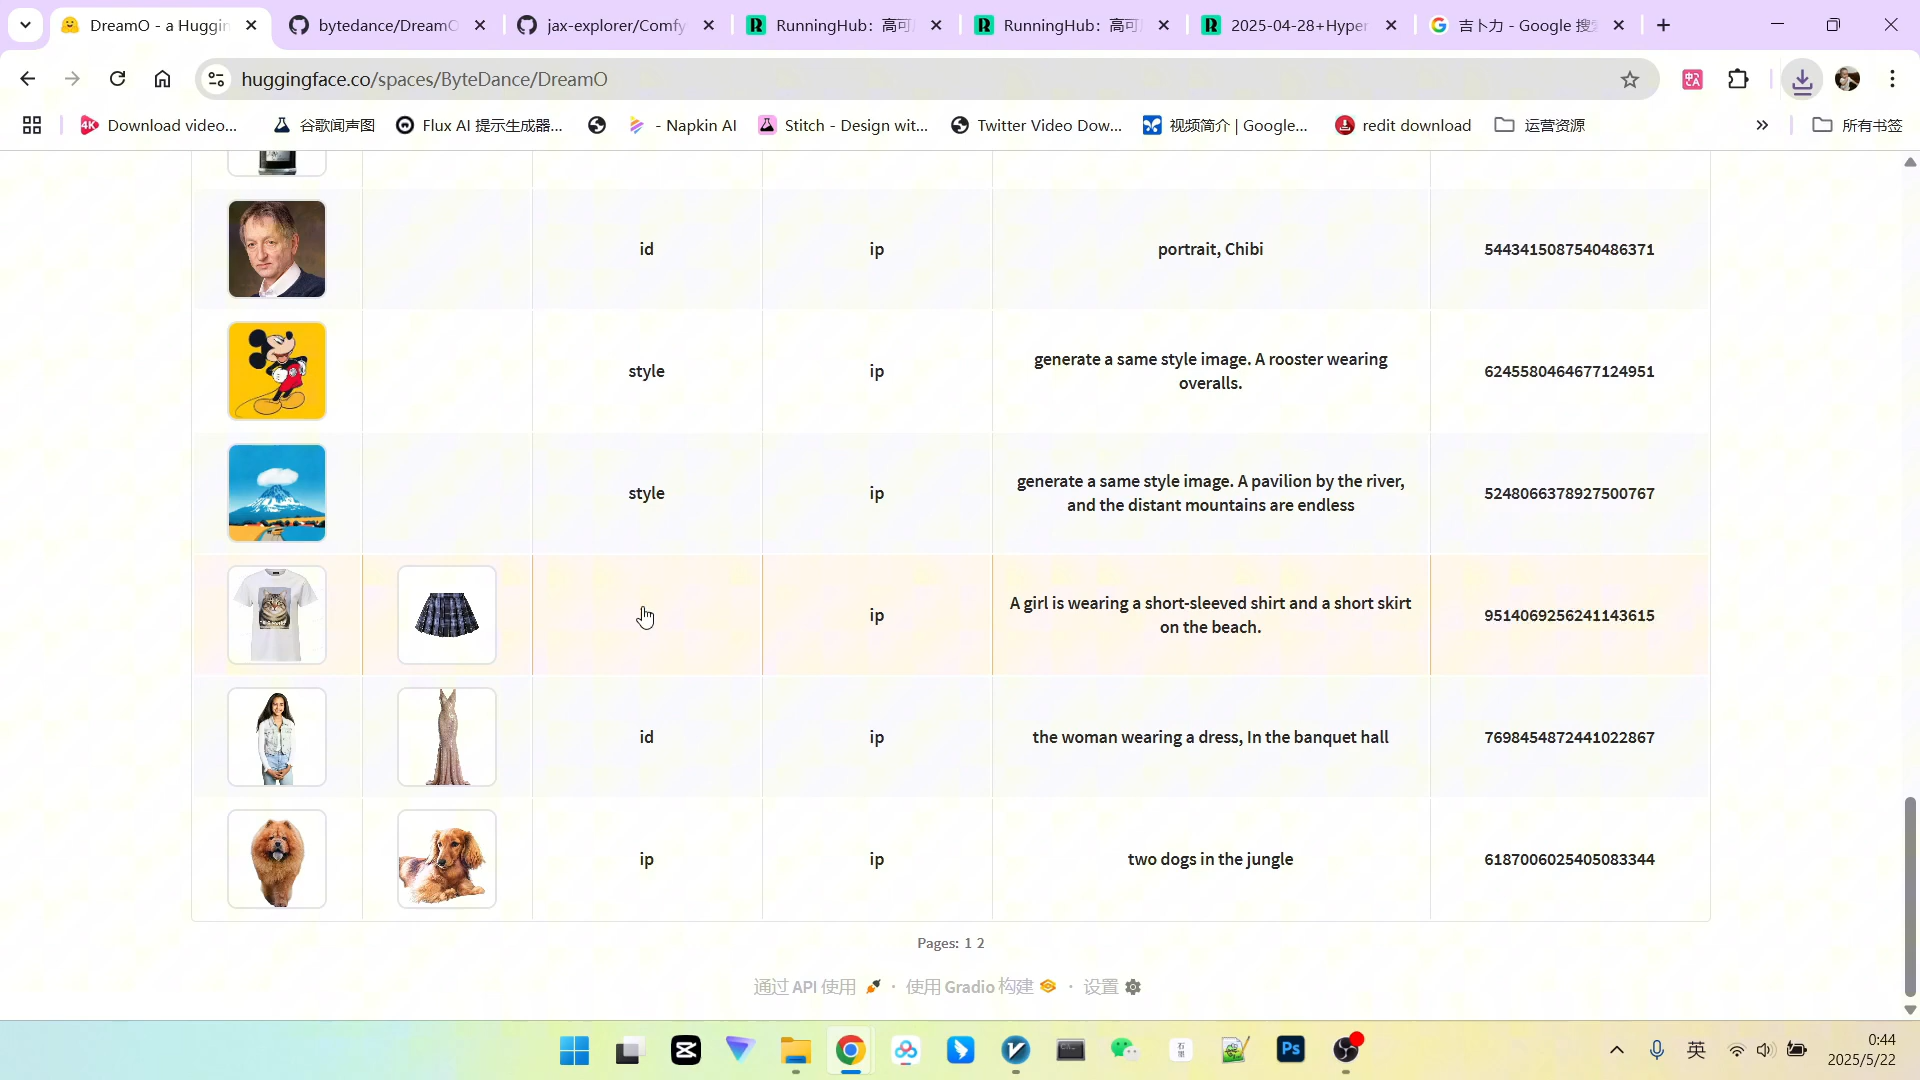 DreamO - a Huggin
bytedance/DreamO
jax-explorer/Comfy
RunningHub：高可
RunningHub：高可
2025-04-28+Hyper
吉卜力 - Google 搜
huggingface.co/spaces/ByteDance/DreamO
Download video...
谷歌闻声图
Flux AI 提示生成器...
- Napkin AI
Stitch - Design wit...
Twitter Video Dow...
视频简介 | Google...
redit download
运营资源
所有书签
id
ip
portrait, Chibi
5443415087540486371
style
ip
generate a same style image. A rooster wearing
overalls.
6245580464677124951
style
ip
generate a same style image. A pavilion by the river,
and the distant mountains are endless
5248066378927500767
ip
A girl is wearing a short-sleeved shirt and a short skirt
on the beach.
9514069256241143615
id
ip
the woman wearing a dress, In the banquet hall
7698454872441022867
ip
ip
two dogs in the jungle
6187006025405083344
Pages: 1 2
通过 API 使用 · 使用 Gradio 构建 · 设置
Ps
英
0:44
2025/5/22